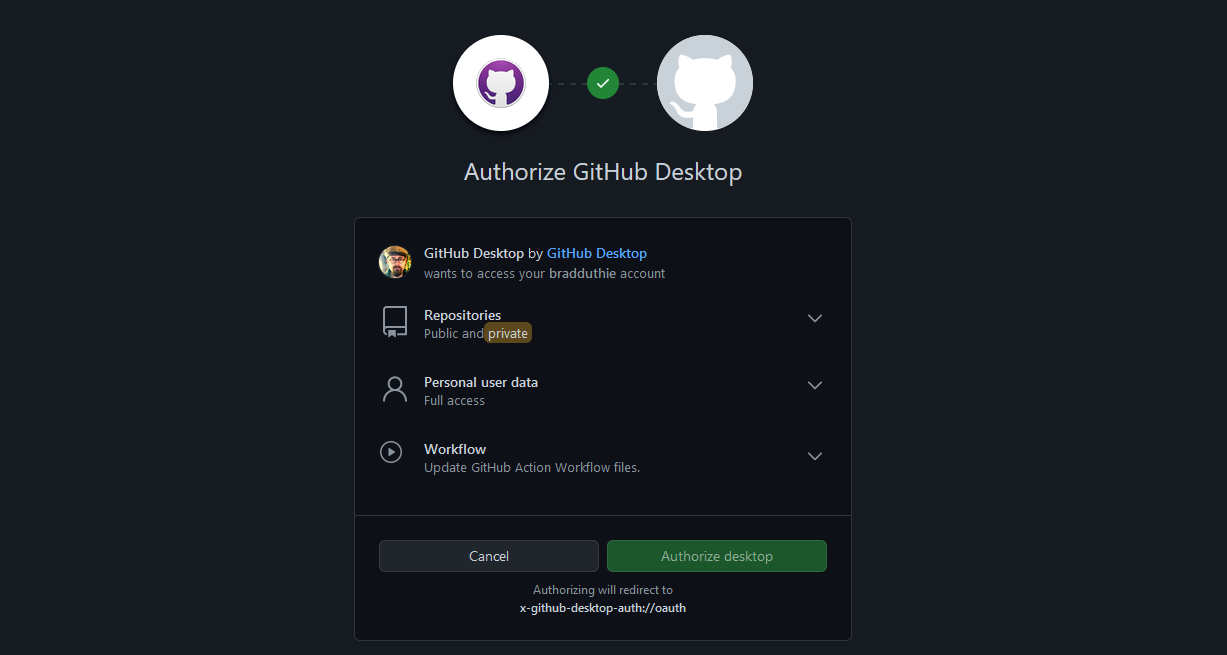 Authorize GitHub Desktop
GitHub Desktop by GitHub Desktop
wants to access your bradduthie account
Repositories
Public and private
Personal user data
Full access
Workflow
Update GitHub Action Workflow files.
Cancel Authorize desktop
Authorizing will redirect to
x-github-desktop-auth://oauth